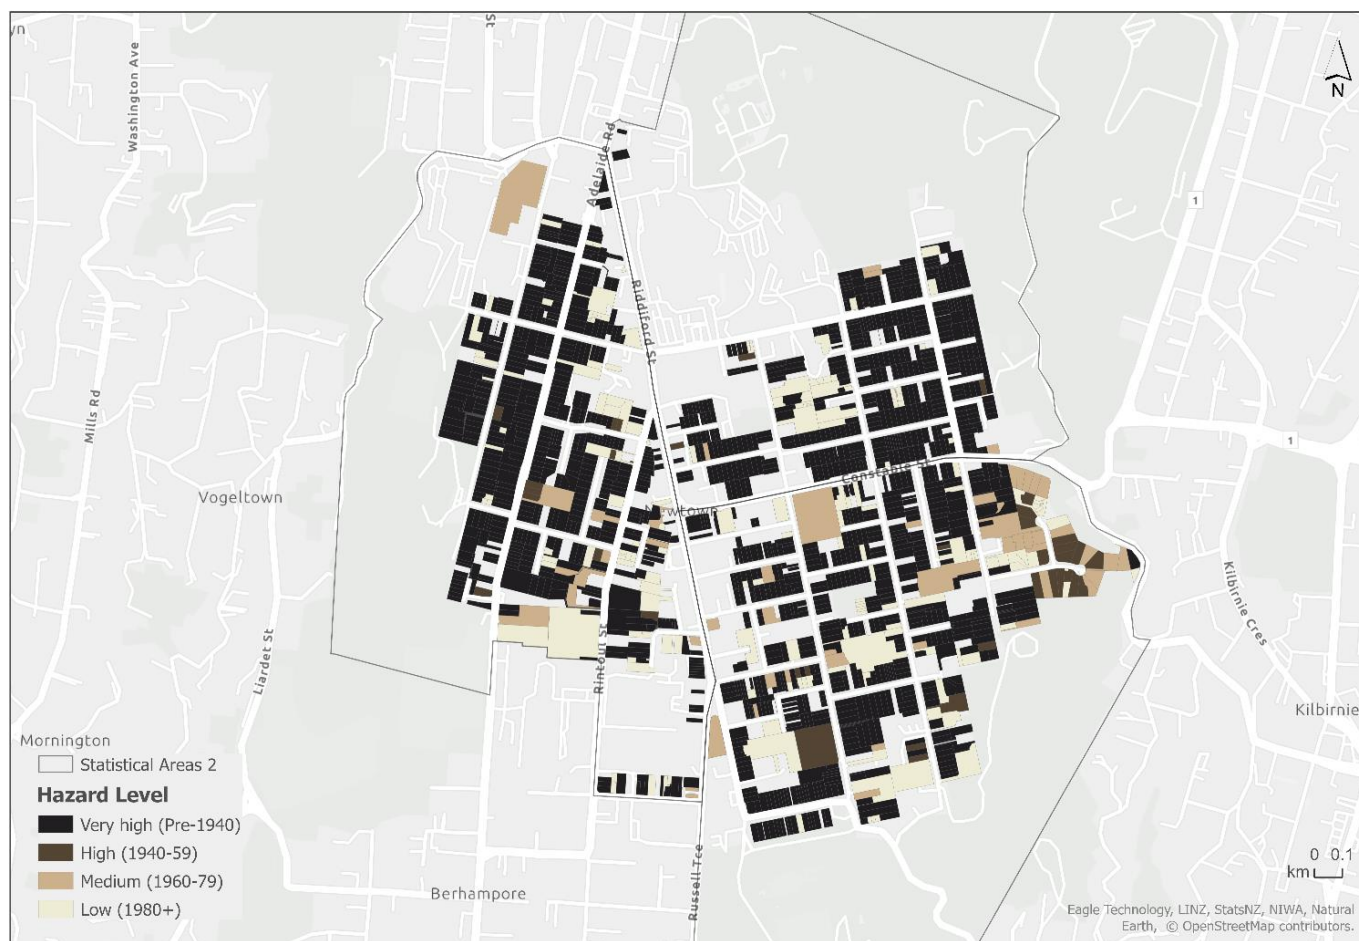 yn
St
Washington Ave
Adelaide Rd
N
1
Riddiford St
Mills Rd
1
Constable St
Vogeltown
Newtown
Kilbirnie Cres
Liardet St
Rintoul St
Kilbirnie
Mornington
Statistical Areas 2
Hazard Level
Very high (Pre-1940)
High (1940-59)
Medium (1960-79)
Low (1980+)
Russell Tce
Berhampore
0 0.1
km
Eagle Technology, LINZ, StatsNZ, NIWA, Natural
Earth, © OpenStreetMap contributors.